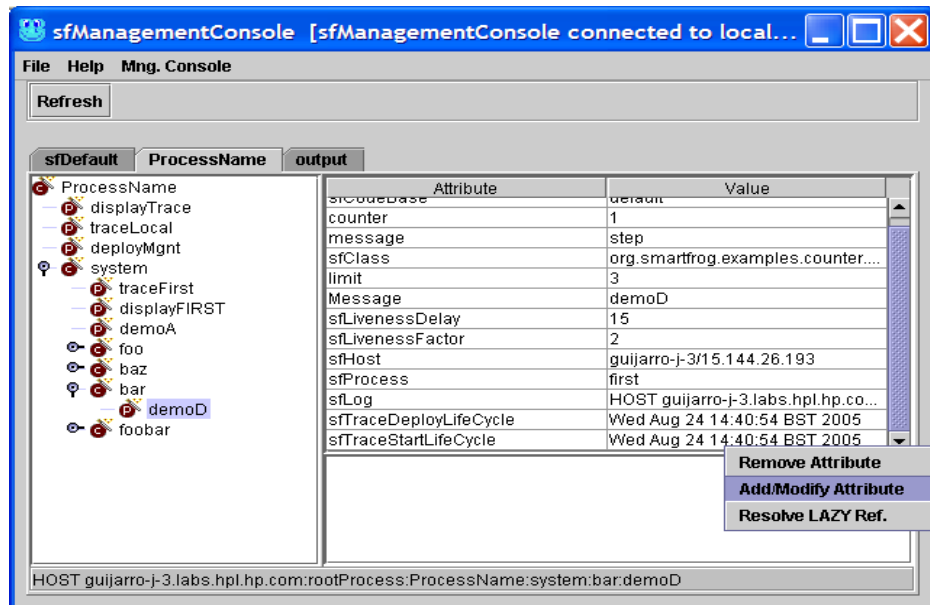 sfManagementConsole [sfManagementConsole connected to local...
File Help Mng. Console
Refresh
sfDefault ProcessName output
ProcessName
displayTrace
traceLocal
deployMgnt
system
traceFirst
displayFIRST
demoA
foo
baz
bar
demoD
foobar
Attribute Value
sfCodeBase default
counter 1
message step
sfClass org.smartfrog.examples.counter....
limit 3
Message demoD
sfLivenessDelay 15
sfLivenessFactor 2
sfHost guijarro-j-3/15.144.26.193
sfProcess first
sfLog HOST guijarro-j-3.labs.hpl.hp.co...
sfTraceDeployLifeCycle Wed Aug 24 14:40:54 BST 2005
sfTraceStartLifeCycle Wed Aug 24 14:40:54 BST 2005
Remove Attribute
Add/Modify Attribute
Resolve LAZY Ref.
HOST guijarro-j-3.labs.hpl.hp.com:rootProcess:ProcessName:system:bar:demoD